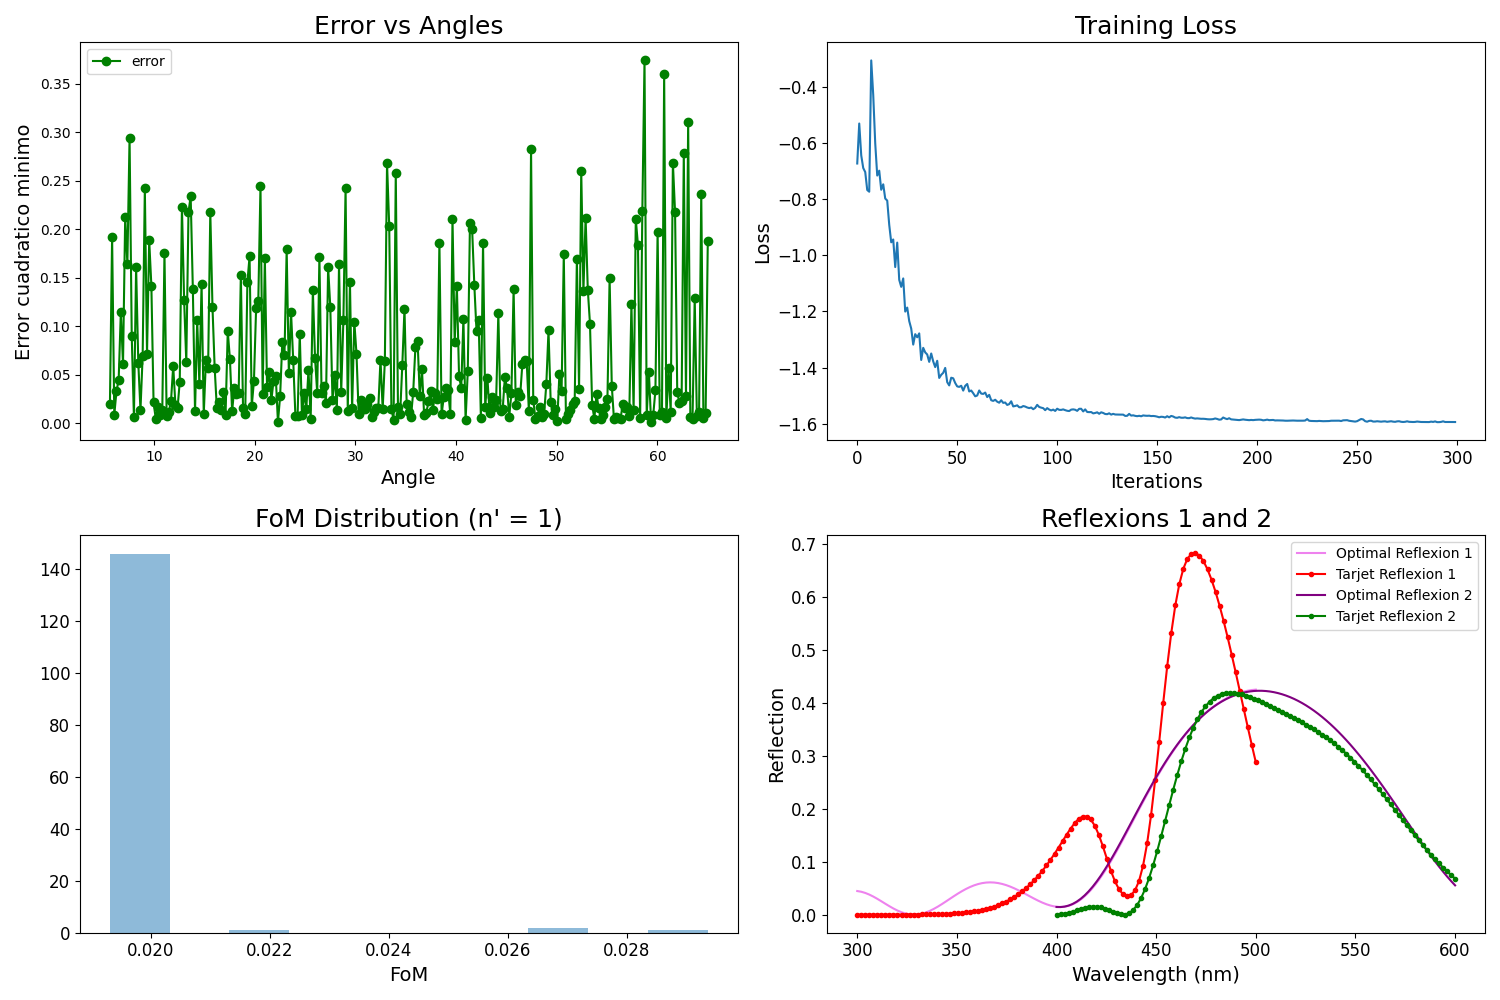 Error vs Angles
error
Error cuadratico minimo
0.35
0.30
0.25
0.20
0.15
0.10
0.05
0.00
10 20 30 40 50 60
Angle
Training Loss
Loss
−0.4
−0.6
−0.8
−1.0
−1.2
−1.4
−1.6
0 50 100 150 200 250 300
Iterations
FoM Distribution (n' = 1)
140
120
100
80
60
40
20
0
0.020 0.022 0.024 0.026 0.028
FoM
Reflexions 1 and 2
Optimal Reflexion 1
Tarjet Reflexion 1
Optimal Reflexion 2
Tarjet Reflexion 2
Reflection
0.7
0.6
0.5
0.4
0.3
0.2
0.1
0.0
300 350 400 450 500 550 600
Wavelength (nm)